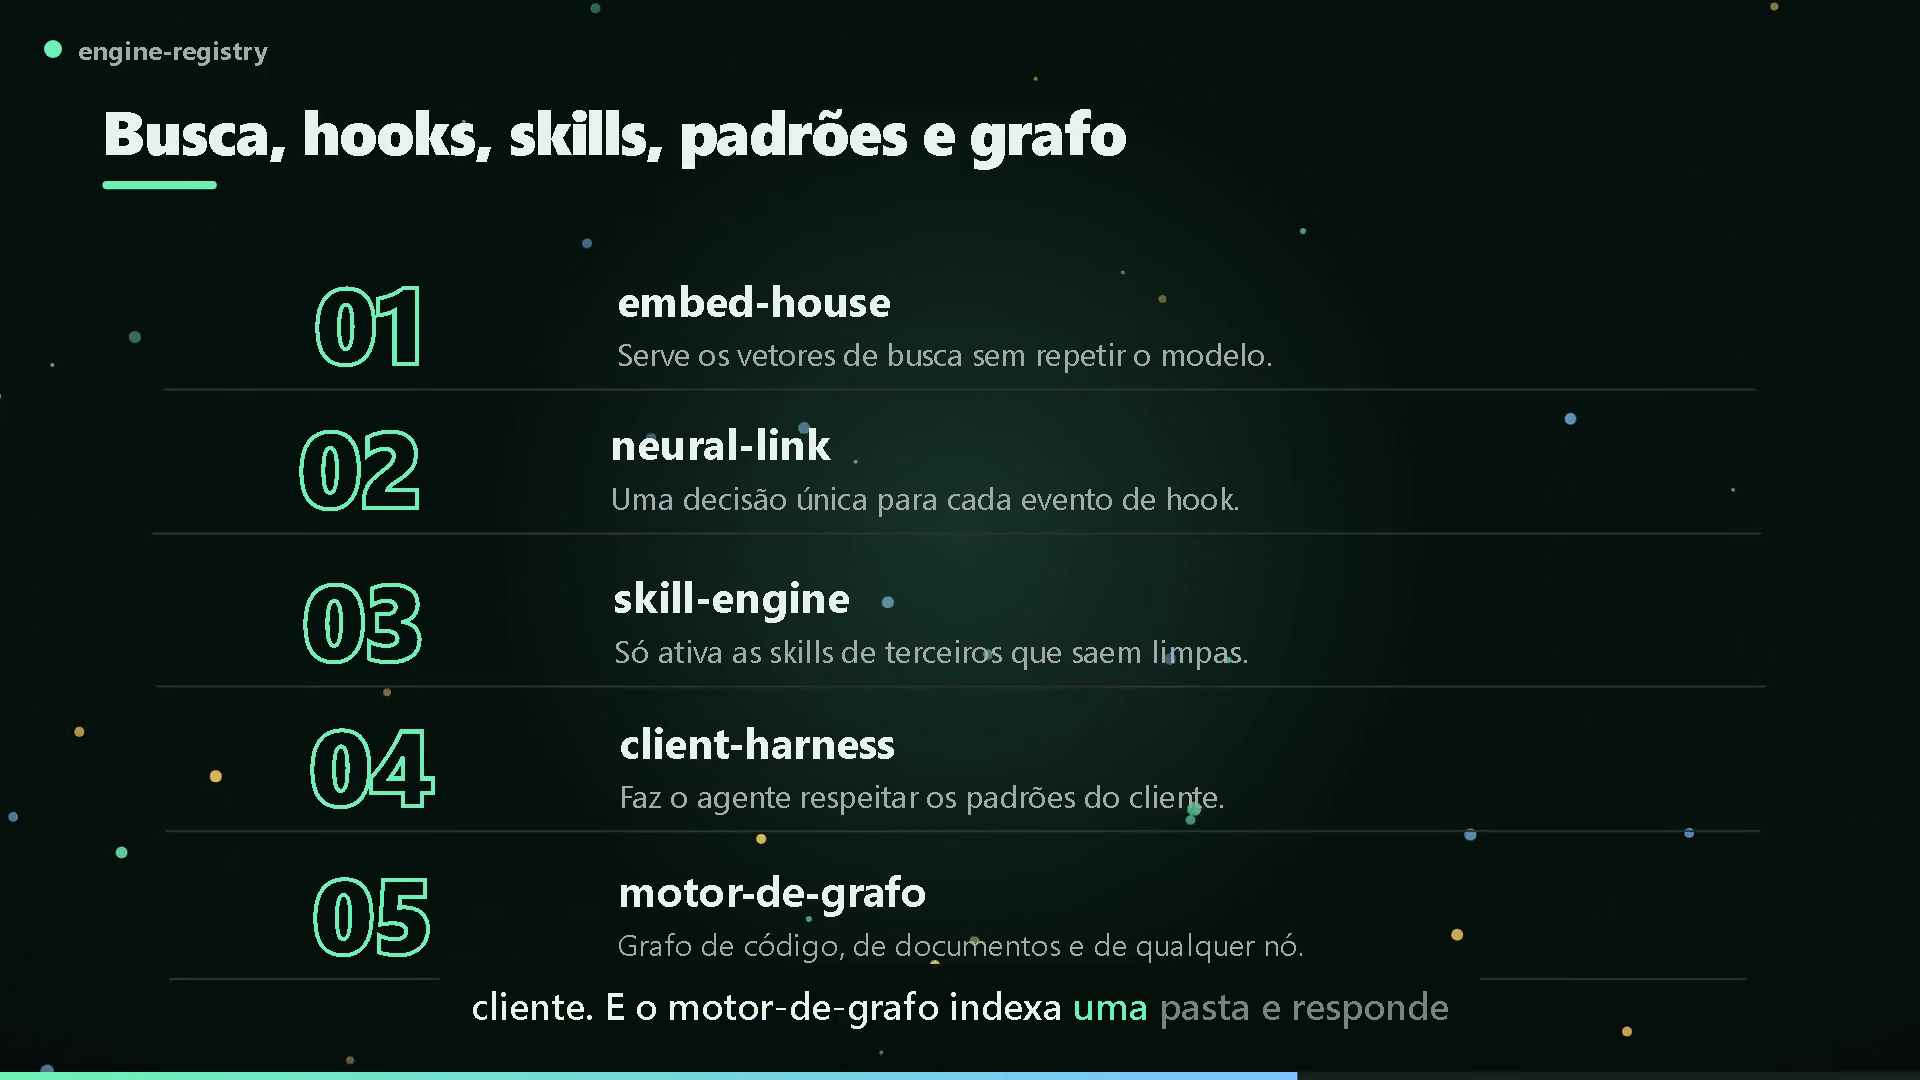 engine-registry
Busca, hooks, skills, padrões e grafo
01
embed-house
Serve os vetores de busca sem repetir o modelo.
02
neural-link
Uma decisão única para cada evento de hook.
03
skill-engine
Só ativa as skills de terceiros que saem limpas.
04
client-harness
Faz o agente respeitar os padrões do cliente.
05
motor-de-grafo
Grafo de código, de documentos e de qualquer nó.
cliente. E o motor-de-grafo indexa uma pasta e responde